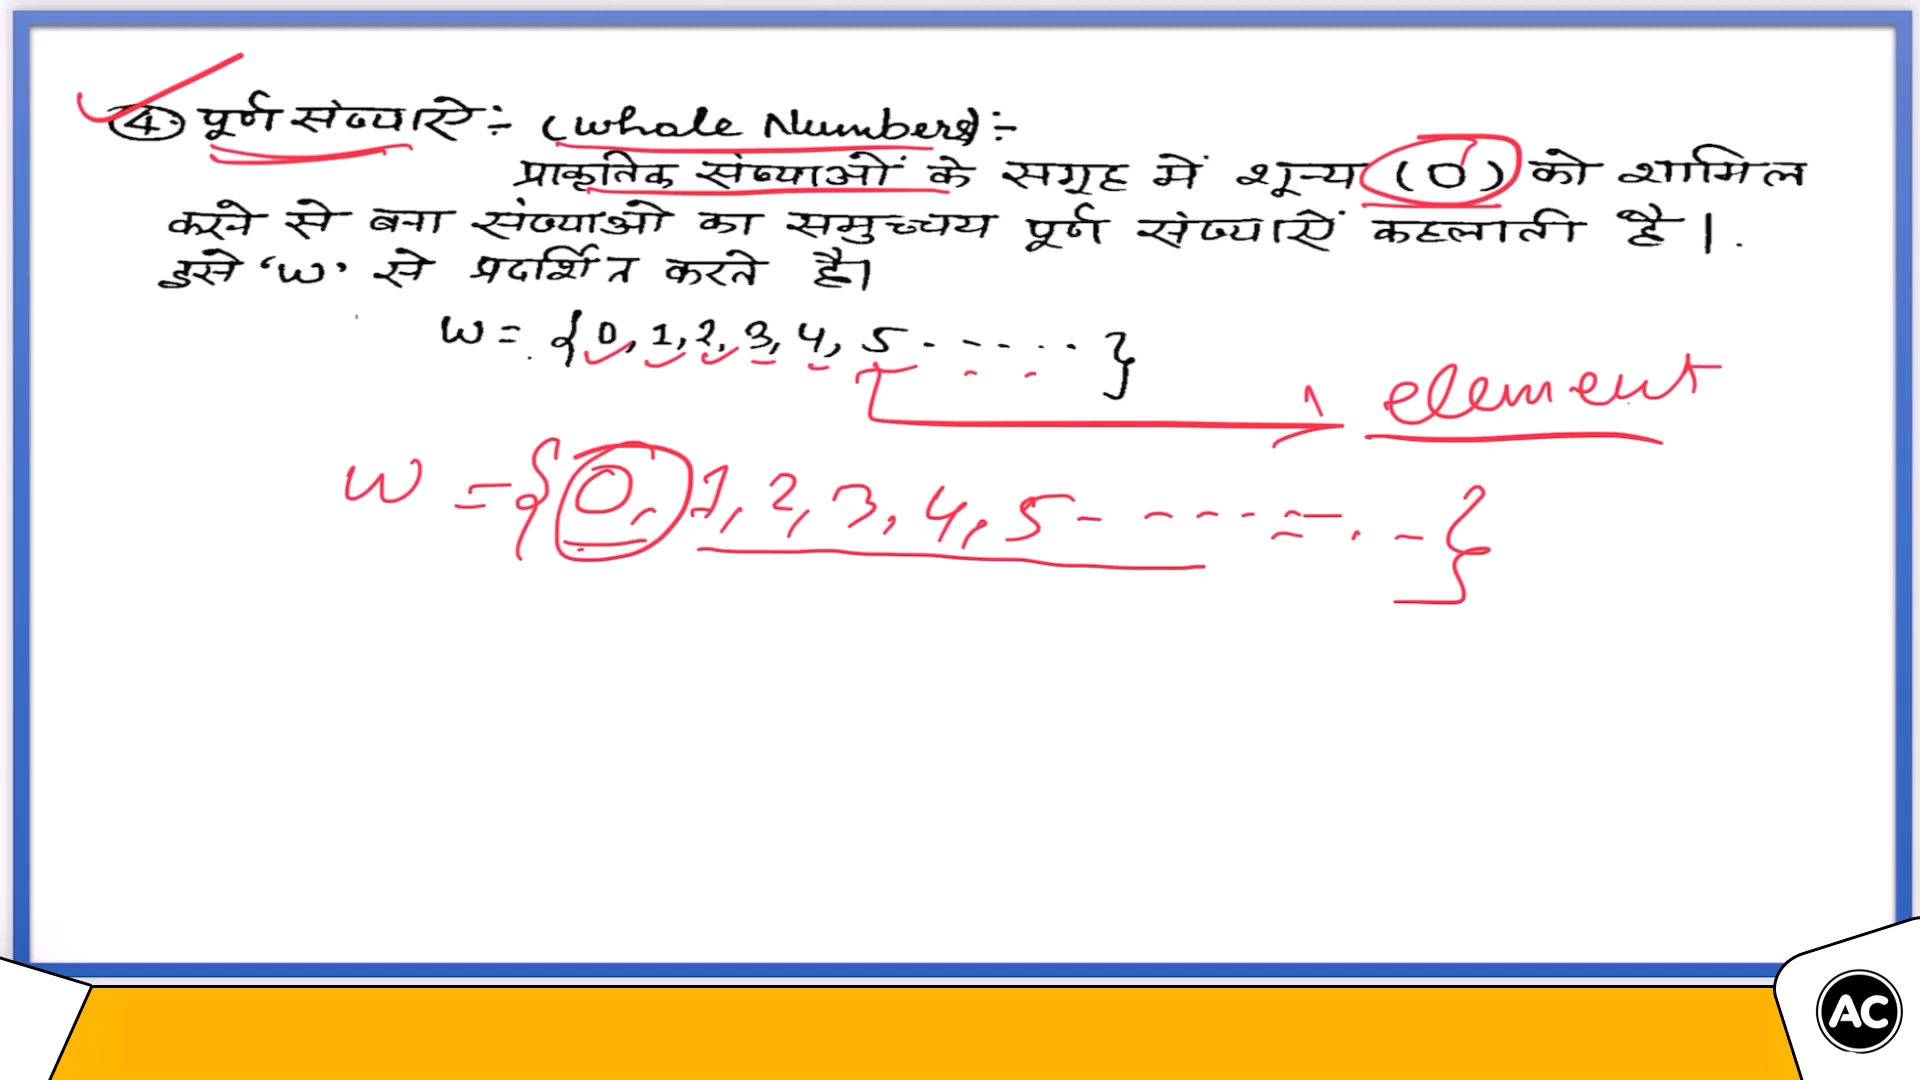 ④ पूर्ण संख्याऐ:- (Whole Numbers):-
प्राकृतिक संख्याओं के समूह में शून्य (0) को शामिल
करने से बना संख्याओ का समुच्चय पूर्ण संख्याऐं कहलाती है |.
इसे 'w' से प्रदर्शित करते है।
W = {0, 1, 2, 3, 4, 5 - - - - - }
element
W = {0, 1, 2, 3, 4, 5 - - - - - - - - }
AC